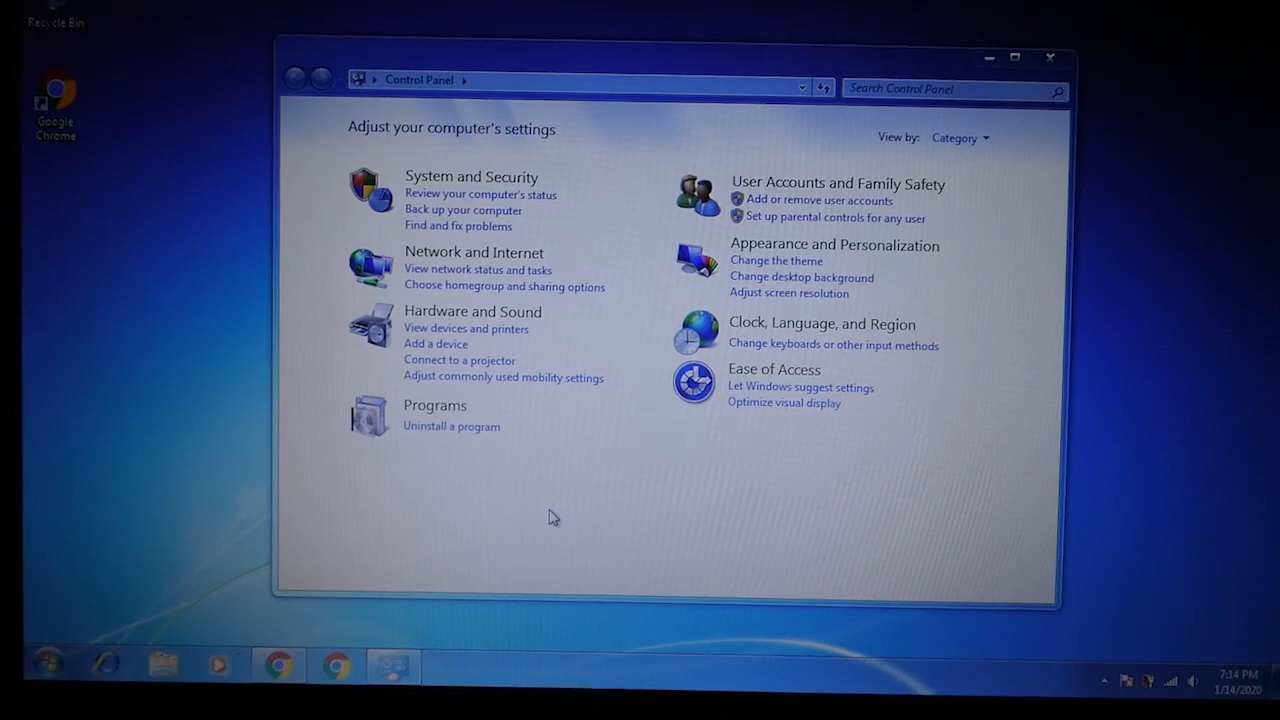 Recycle Bin
Google
Chrome
Control Panel
Search Control Panel
Adjust your computer's settings
View by: Category
System and Security
Review your computer's status
Back up your computer
Find and fix problems
Network and Internet
View network status and tasks
Choose homegroup and sharing options
Hardware and Sound
View devices and printers
Add a device
Connect to a projector
Adjust commonly used mobility settings
Programs
Uninstall a program
User Accounts and Family Safety
Add or remove user accounts
Set up parental controls for any user
Appearance and Personalization
Change the theme
Change desktop background
Adjust screen resolution
Clock, Language, and Region
Change keyboards or other input methods
Ease of Access
Let Windows suggest settings
Optimize visual display
7:14 PM
1/14/2020